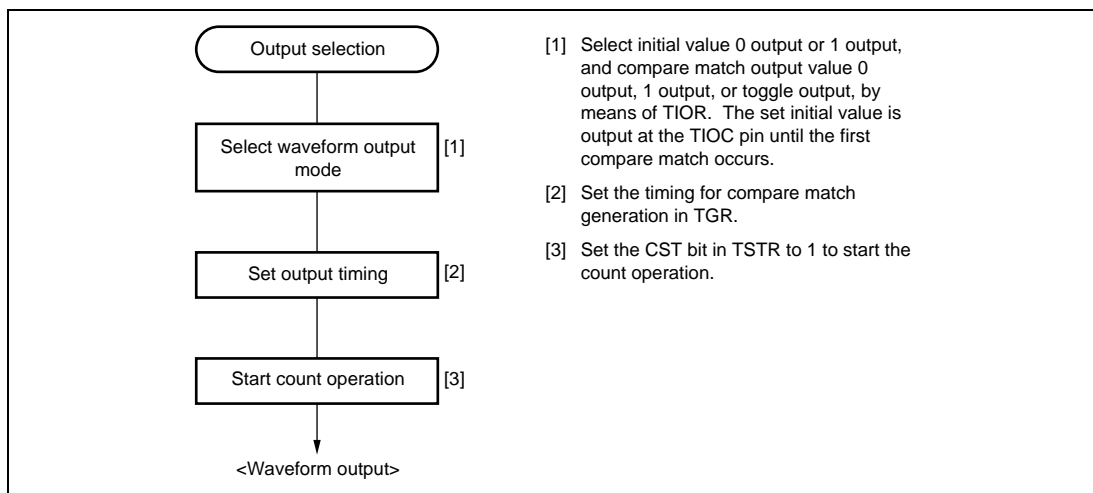 Output selection
Select waveform output
mode
[1]
Set output timing
[2]
Start count operation
[3]
<Waveform output>
[1] Select initial value 0 output or 1 output,
and compare match output value 0
output, 1 output, or toggle output, by
means of TIOR. The set initial value is
output at the TIOC pin until the first
compare match occurs.
[2] Set the timing for compare match
generation in TGR.
[3] Set the CST bit in TSTR to 1 to start the
count operation.